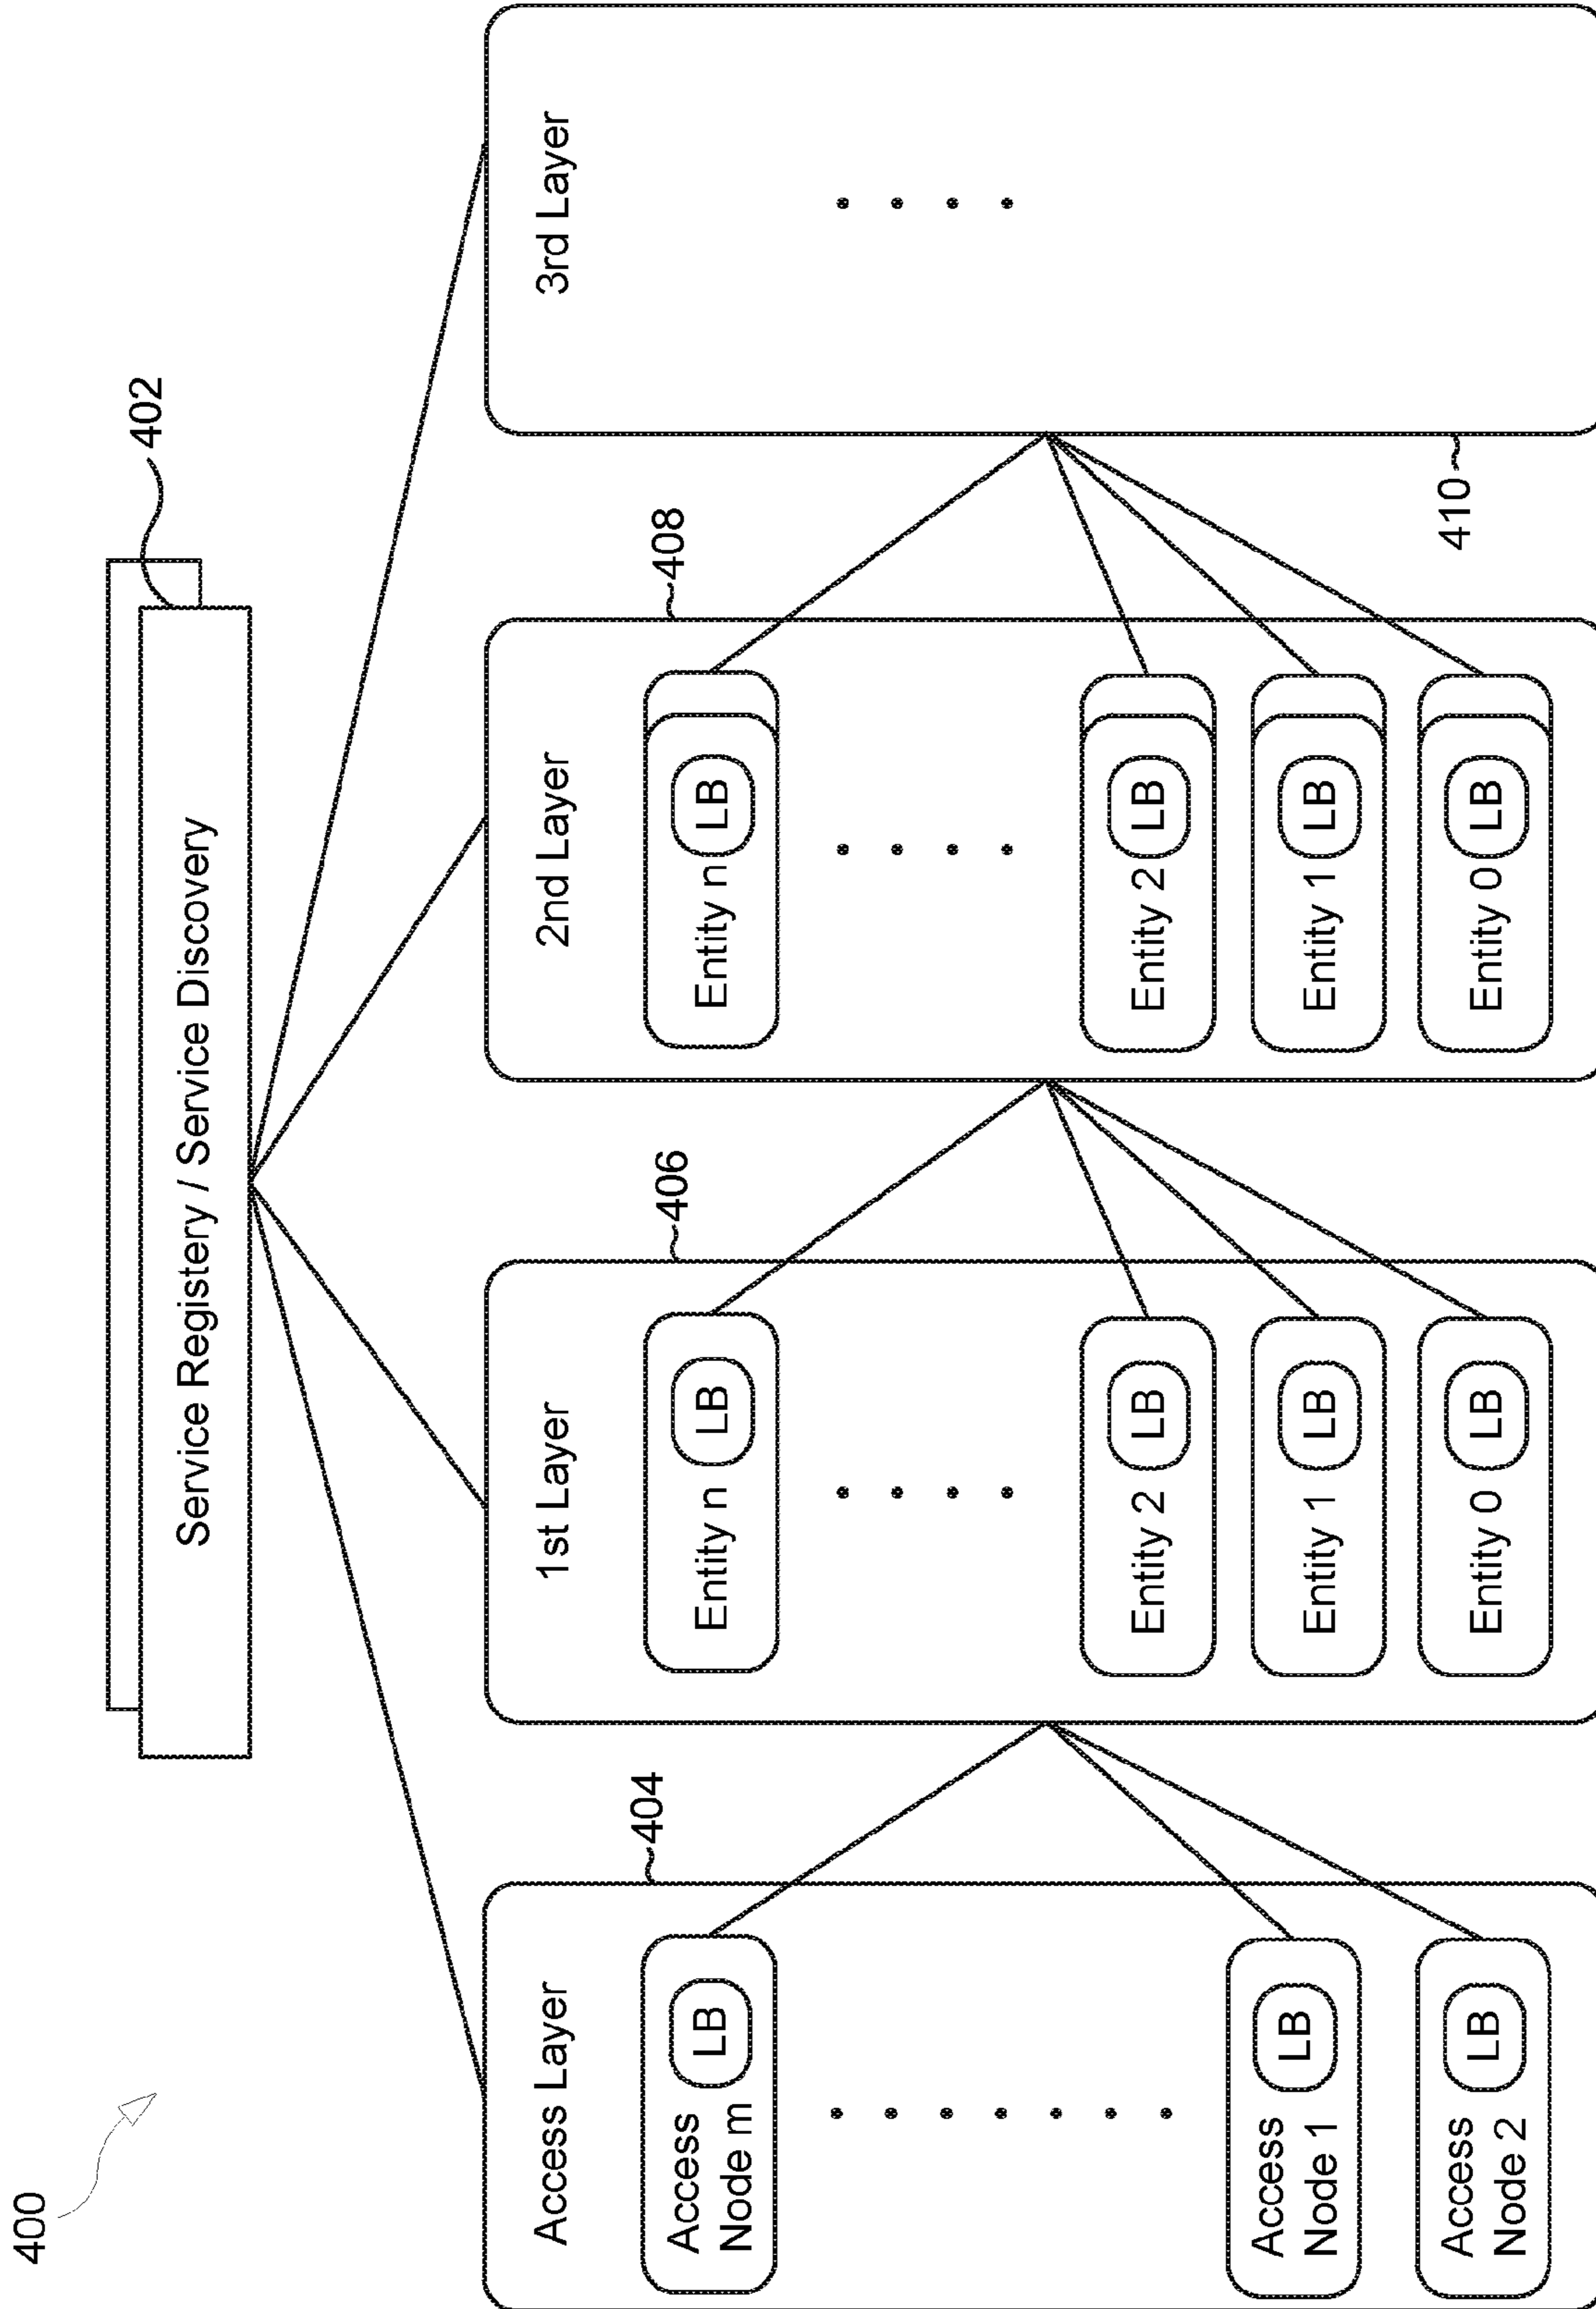 400
402
Service Registery / Service Discovery
404
406
408
Access Layer
1st Layer
2nd Layer
3rd Layer
Access
Node m
LB
Entity n
LB
Entity n
LB
Entity 2
LB
Entity 2
LB
Access
Node 1
LB
Entity 1
LB
Entity 1
LB
Access
Node 2
LB
Entity 0
LB
Entity 0
LB
410